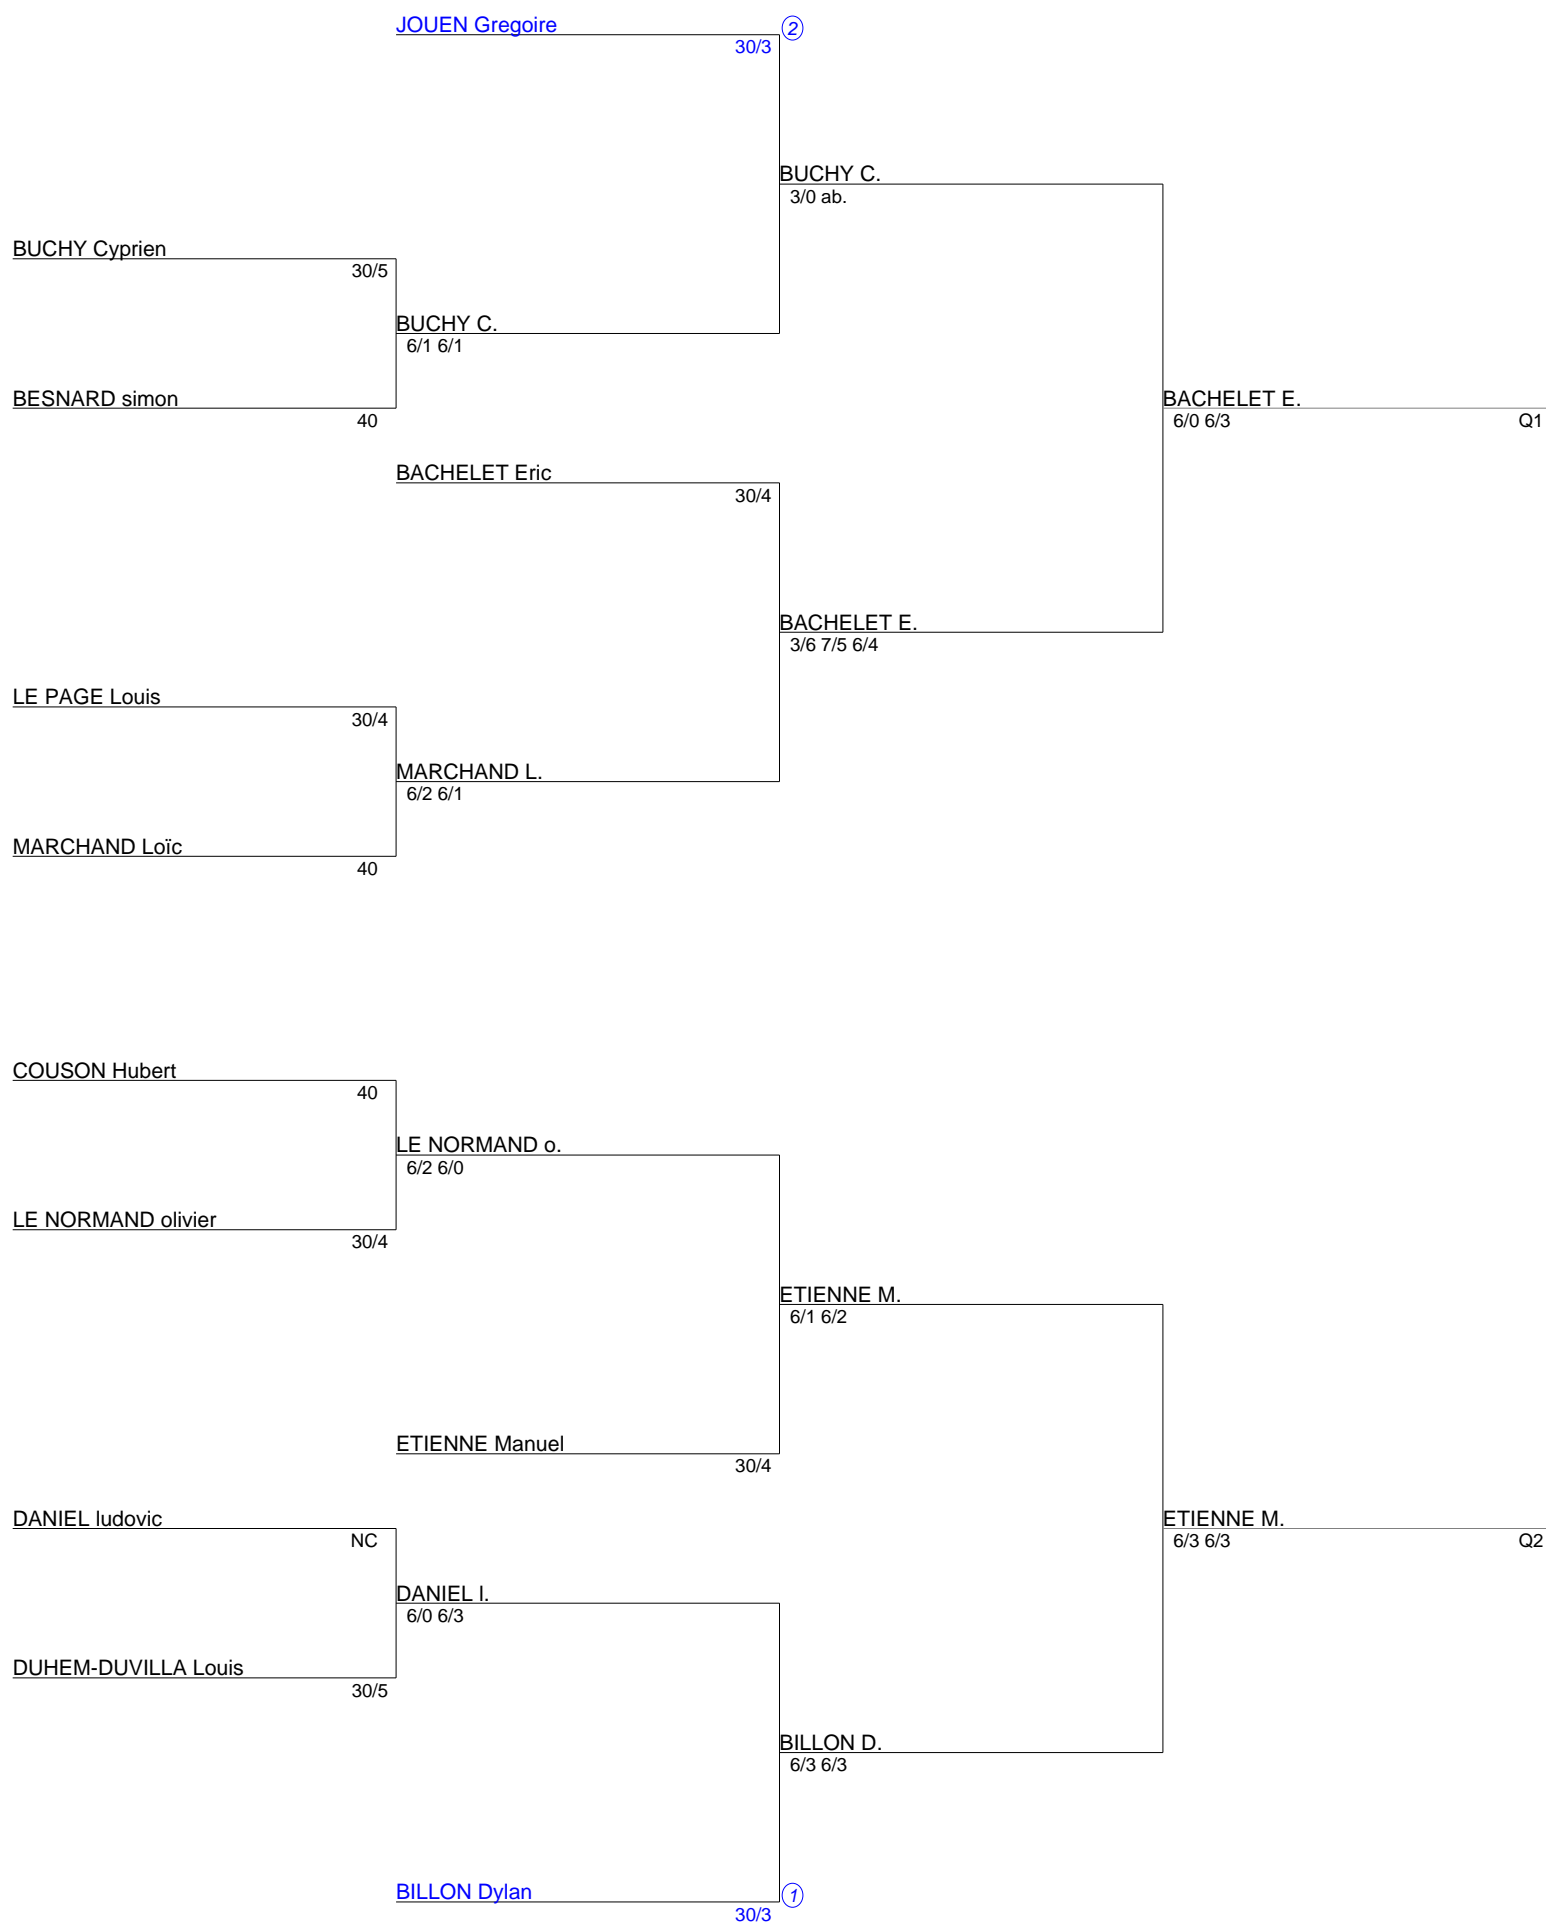 JOUEN Gregoire
2
30/3
BUCHY C.
3/0 ab.
BUCHY Cyprien
30/5
BUCHY C.
6/1 6/1
BESNARD simon
40
BACHELET E.
6/0 6/3
Q1
BACHELET Eric
30/4
BACHELET E.
3/6 7/5 6/4
LE PAGE Louis
30/4
MARCHAND L.
6/2 6/1
MARCHAND Loïc
40
COUSON Hubert
40
LE NORMAND o.
6/2 6/0
LE NORMAND olivier
30/4
ETIENNE M.
6/1 6/2
ETIENNE Manuel
30/4
DANIEL ludovic
NC
ETIENNE M.
6/3 6/3
Q2
DANIEL l.
6/0 6/3
DUHEM-DUVILLA Louis
30/5
BILLON D.
6/3 6/3
BILLON Dylan
1
30/3